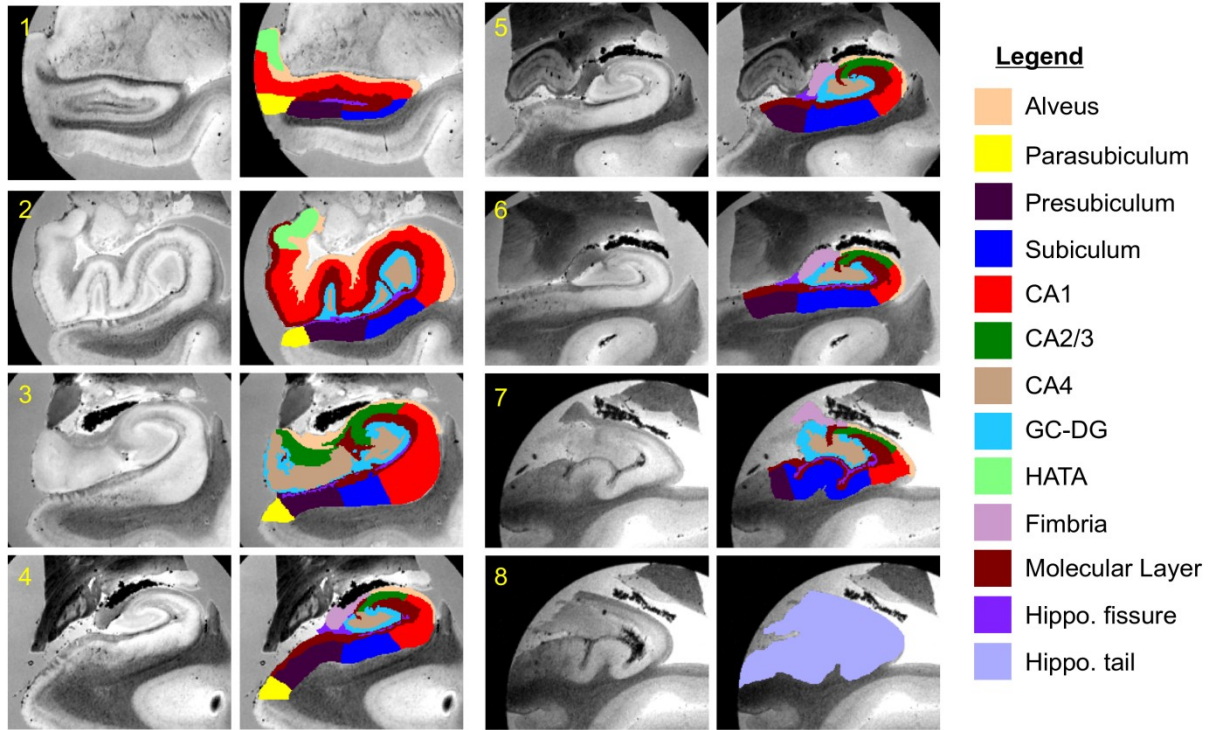 1
5
2
6
3
7
4
8
Legend
Alveus
Parasubiculum
Presubiculum
Subiculum
CA1
CA2/3
CA4
GC-DG
HATA
Fimbria
Molecular Layer
Hippo. fissure
Hippo. tail